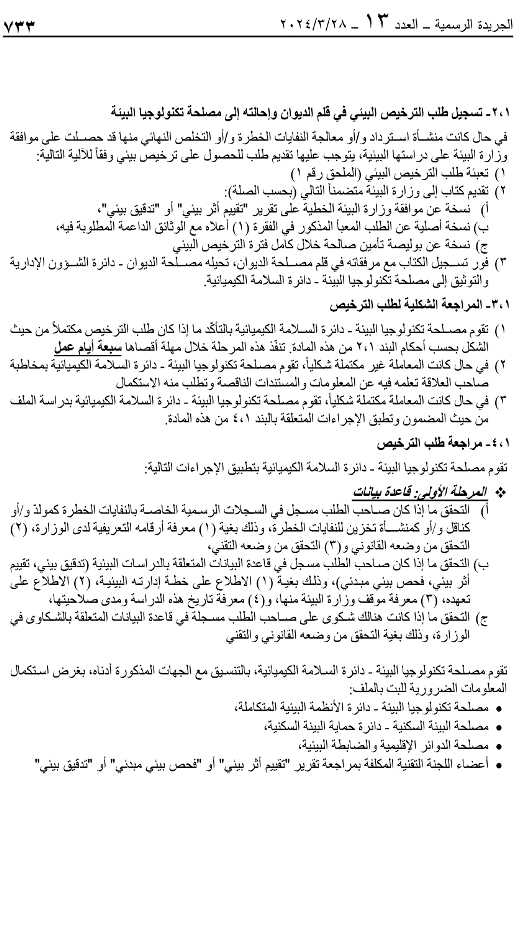 الجريدة الرسمية ــ العدد ١٣ ــ ٢٠٢٤/٣/٢٨
٧٣٣
٢،١- تسجيل طلب الترخيص البيئي في قلم الديوان وإحالته إلى مصلحة تكنولوجيا البيئة
في حال كانت منشأة استرداد و/أو معالجة النفايات الخطرة و/أو التخلص النهائي منها قد حصلت على موافقة
وزارة البيئة على دراستها البيئية، يتوجب عليها تقديم طلب للحصول على ترخيص بيئي وفقاً للآلية التالية:
١) تعبئة طلب الترخيص البيئي (الملحق رقم ١)
٢) تقديم كتاب إلى وزارة البيئة متضمناً التالي (بحسب الصلة):
أ) نسخة عن موافقة وزارة البيئة الخطية على تقرير "تقييم أثر بيئي" أو "تدقيق بيئي"،
ب) نسخة أصلية عن الطلب المعبأ المذكور في الفقرة (١) أعلاه مع الوثائق الداعمة المطلوبة فيه،
ج) نسخة عن بوليصة تأمين صالحة خلال كامل فترة الترخيص البيئي
٣) فور تسجيل الكتاب مع مرفقاته في قلم مصلحة الديوان، تحيله مصلحة الديوان - دائرة الشؤون الإدارية
والتوثيق إلى مصلحة تكنولوجيا البيئة - دائرة السلامة الكيميائية.
٣،١- المراجعة الشكلية لطلب الترخيص
١) تقوم مصلحة تكنولوجيا البيئة - دائرة السلامة الكيميائية بالتأكد ما إذا كان طلب الترخيص مكتملاً من حيث
الشكل بحسب أحكام البند ٢،١ من هذه المادة. تنفّذ هذه المرحلة خلال مهلة أقصاها سبعة أيام عمل
٢) في حال كانت المعاملة غير مكتملة شكلياً، تقوم مصلحة تكنولوجيا البيئة - دائرة السلامة الكيميائية بمخاطبة
صاحب العلاقة تعلمه فيه عن المعلومات والمستندات الناقصة وتطلب منه الاستكمال
٣) في حال كانت المعاملة مكتملة شكلياً، تقوم مصلحة تكنولوجيا البيئة - دائرة السلامة الكيميائية بدراسة الملف
من حيث المضمون وتطبق الإجراءات المتعلقة بالبند ٤،١ من هذه المادة.
٤،١- مراجعة طلب الترخيص
تقوم مصلحة تكنولوجيا البيئة - دائرة السلامة الكيميائية بتطبيق الإجراءات التالية:
❖ المرحلة الأولى: قاعدة بيانات
أ) التحقق ما إذا كان صاحب الطلب مسجل في السجلات الرسمية الخاصة بالنفايات الخطرة كمولدّ و/أو
كناقل و/أو كمنشأة تخزين للنفايات الخطرة، وذلك بغية (١) معرفة أرقامه التعريفية لدى الوزارة، (٢)
التحقق من وضعه القانوني و(٣) التحقق من وضعه التقني،
ب) التحقق ما إذا كان صاحب الطلب مسجل في قاعدة البيانات المتعلقة بالدراسات البيئية (تدقيق بيئي، تقييم
أثر بيئي، فحص بيئي مبدئي)، وذلك بغية (١) الاطلاع على خطة إدارته البيئية، (٢) الاطلاع على
تعهده، (٣) معرفة موقف وزارة البيئة منها، و(٤) معرفة تاريخ هذه الدراسة ومدى صلاحيتها،
ج) التحقق ما إذا كانت هنالك شكوى على صاحب الطلب مسجلة في قاعدة البيانات المتعلقة بالشكاوى في
الوزارة، وذلك بغية التحقق من وضعه القانوني والتقني
تقوم مصلحة تكنولوجيا البيئة - دائرة السلامة الكيميائية، بالتنسيق مع الجهات المذكورة أدناه، بغرض استكمال
المعلومات الضرورية للبت بالملف:
• مصلحة تكنولوجيا البيئة - دائرة الأنظمة البيئية المتكاملة،
• مصلحة البيئة السكنية - دائرة حماية البيئة السكنية،
• مصلحة الدوائر الإقليمية والضابطة البيئية،
• أعضاء اللجنة التقنية المكلفة بمراجعة تقرير "تقييم أثر بيئي" أو "فحص بيئي مبدئي" أو "تدقيق بيئي"